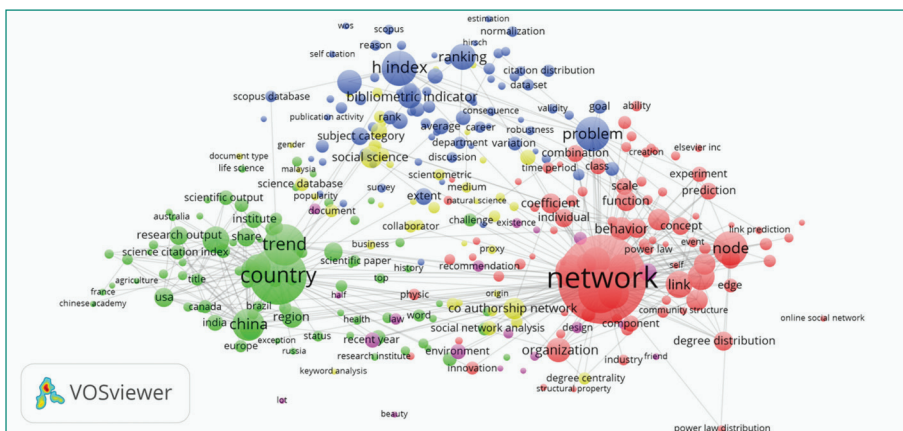 estimation
wos
scopus
hirsch
normalization
self citation
reason
ranking
h index
citation distribution
scopus database
bibliometric indicator
data set
publication activity
rank
consequence
validity
goal
ability
subject category
average
career
robustness
problem
gender
department
variation
combination
creation
elsevier inc
document type
social science
discussion
time period
class
life science
malaysia
scientometric
experiment
science database
survey
medium
scale
prediction
scientific output
popularity
extent
natural science
coefficient
function
australia
institute
document
challenge
existence
individual
research output
share
collaborator
behavior
concept
link prediction
trend
business
proxy
power law
event
node
science citation index
scientific paper
recommendation
self
agriculture
title
country
top
history
network
link
edge
france
chinese academy
usa
canada
brazil
half
physic
origin
community structure
region
health
law
word
co authorship network
design
component
online social network
india
china
status
social network analysis
europe
exception
recent year
degree distribution
russia
research institute
environment
organization
industry
friend
keyword analysis
innovation
degree centrality
structural property
lot
beauty
power law distribution
VOSviewer